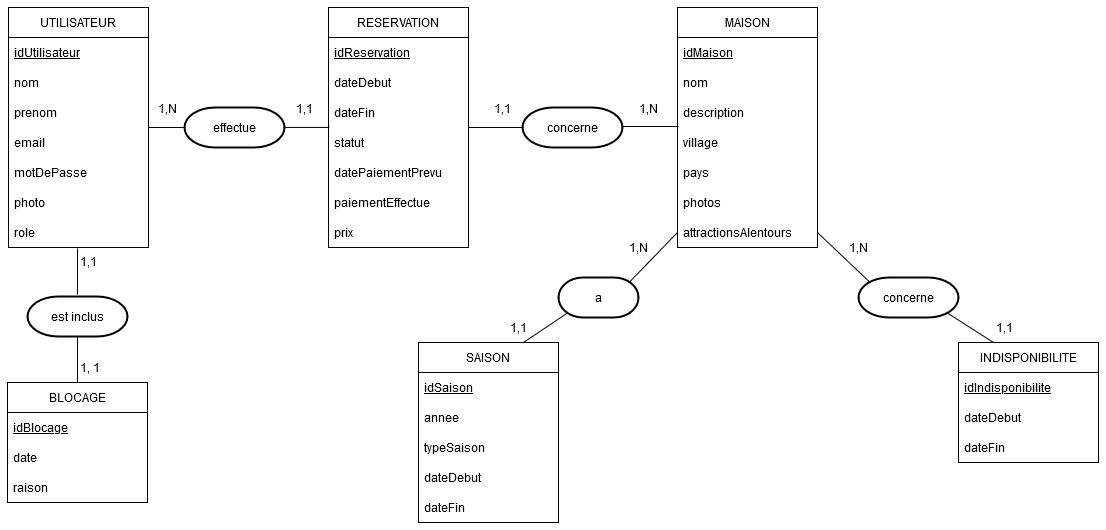 UTILISATEUR
idUtilisateur
nom
prenom
email
motDePasse
photo
role
1,N
effectue
1,1
RESERVATION
idReservation
dateDebut
dateFin
statut
datePaiementPrevu
paiementEffectue
prix
1,1
concerne
1,N
MAISON
idMaison
nom
description
village
pays
photos
attractionsAlentours
1,1
est inclus
1, 1
BLOCAGE
idBlocage
date
raison
1,N
a
1,1
SAISON
idSaison
annee
typeSaison
dateDebut
dateFin
1,N
concerne
1,1
INDISPONIBILITE
idIndisponibilite
dateDebut
dateFin